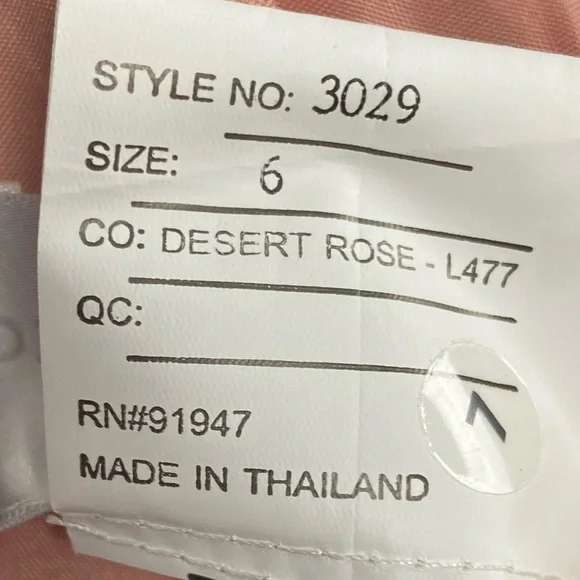 STYLE NO: 3029
SIZE: 6
CO: DESERT ROSE - L477
QC:
RN#91947
MADE IN THAILAND